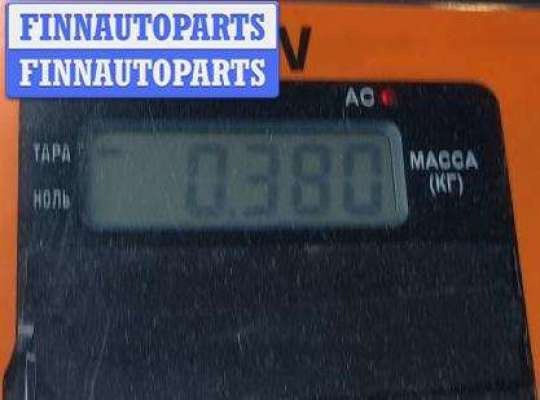 FINNAUTOPARTS
FINNAUTOPARTS
V
AC
ТАРА
0.380
МАССА
(КГ)
НОЛЬ